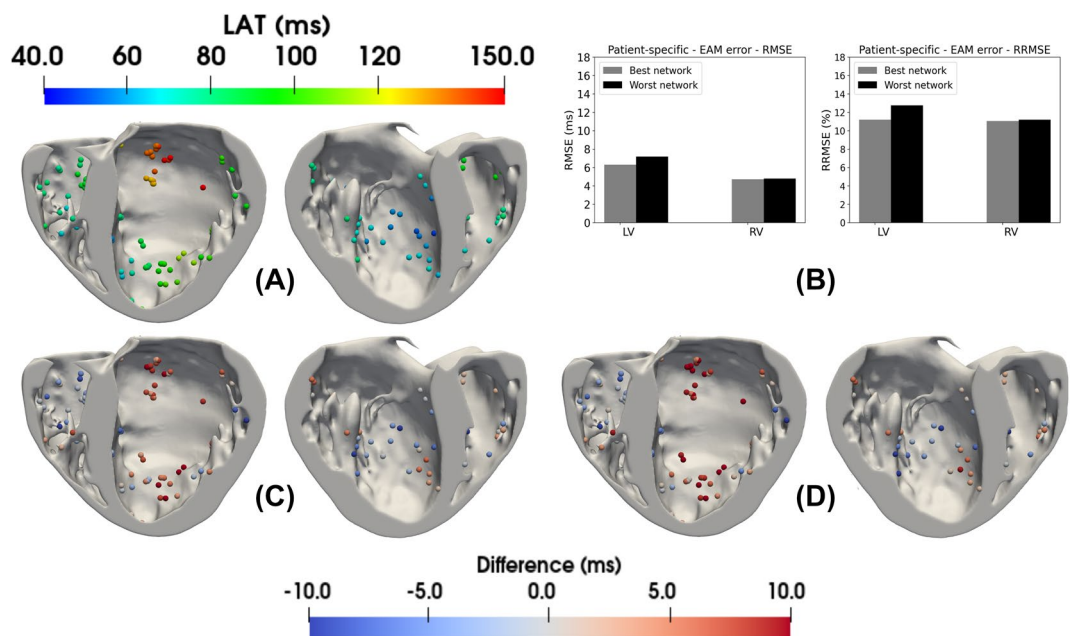 LAT (ms)
40.0 60 80 100 120 150.0
(A)
Patient-specific - EAM error - RMSE
Best network
Worst network
RMSE (ms)
18
16
14
12
10
8
6
4
2
0
LV RV
Patient-specific - EAM error - RRMSE
Best network
Worst network
RRMSE (%)
18
16
14
12
10
8
6
4
2
0
LV RV
(B)
(C)
(D)
Difference (ms)
-10.0 -5.0 0.0 5.0 10.0